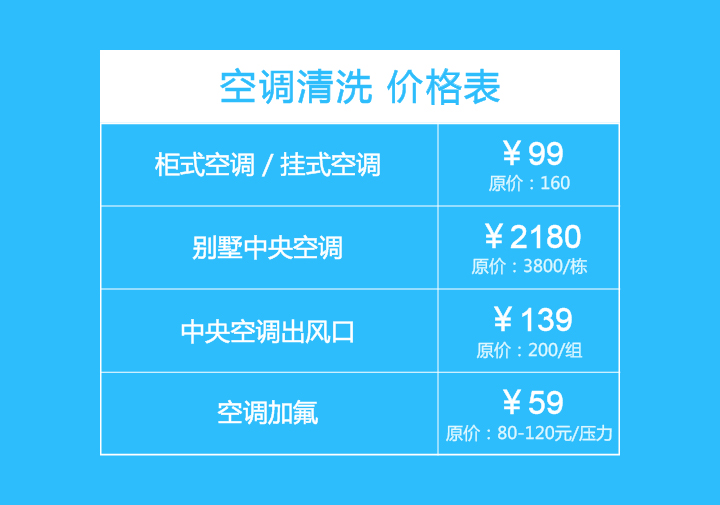 空调清洗 价格表
柜式空调 / 挂式空调
￥99
原价：160
别墅中央空调
￥2180
原价：3800/栋
中央空调出风口
￥139
原价：200/组
空调加氟
￥59
原价：80-120元/压力